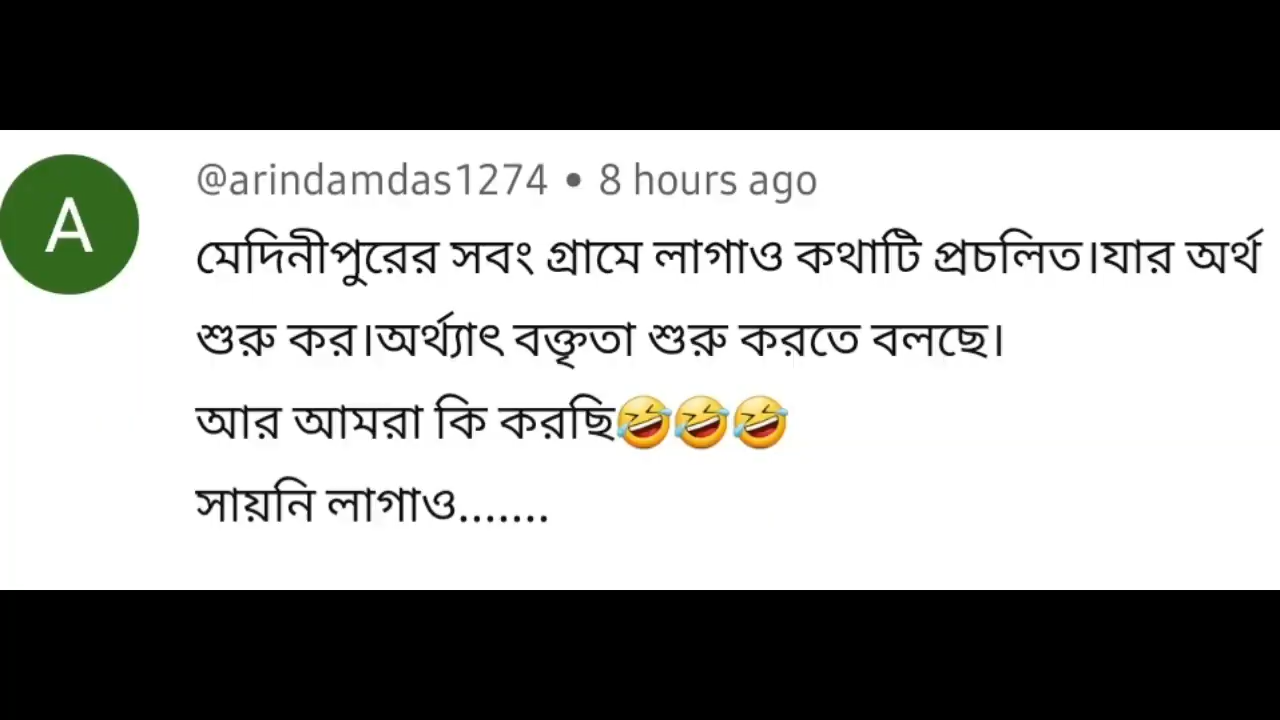 A
@arindamdas1274 • 8 hours ago
মেদিনীপুরের সবং গ্রামে লাগাও কথাটি প্রচলিত।যার অর্থ
শুরু কর।অর্থ্যাৎ বক্তৃতা শুরু করতে বলছে।
আর আমরা কি করছি🤣🤣🤣
সায়নি লাগাও.......